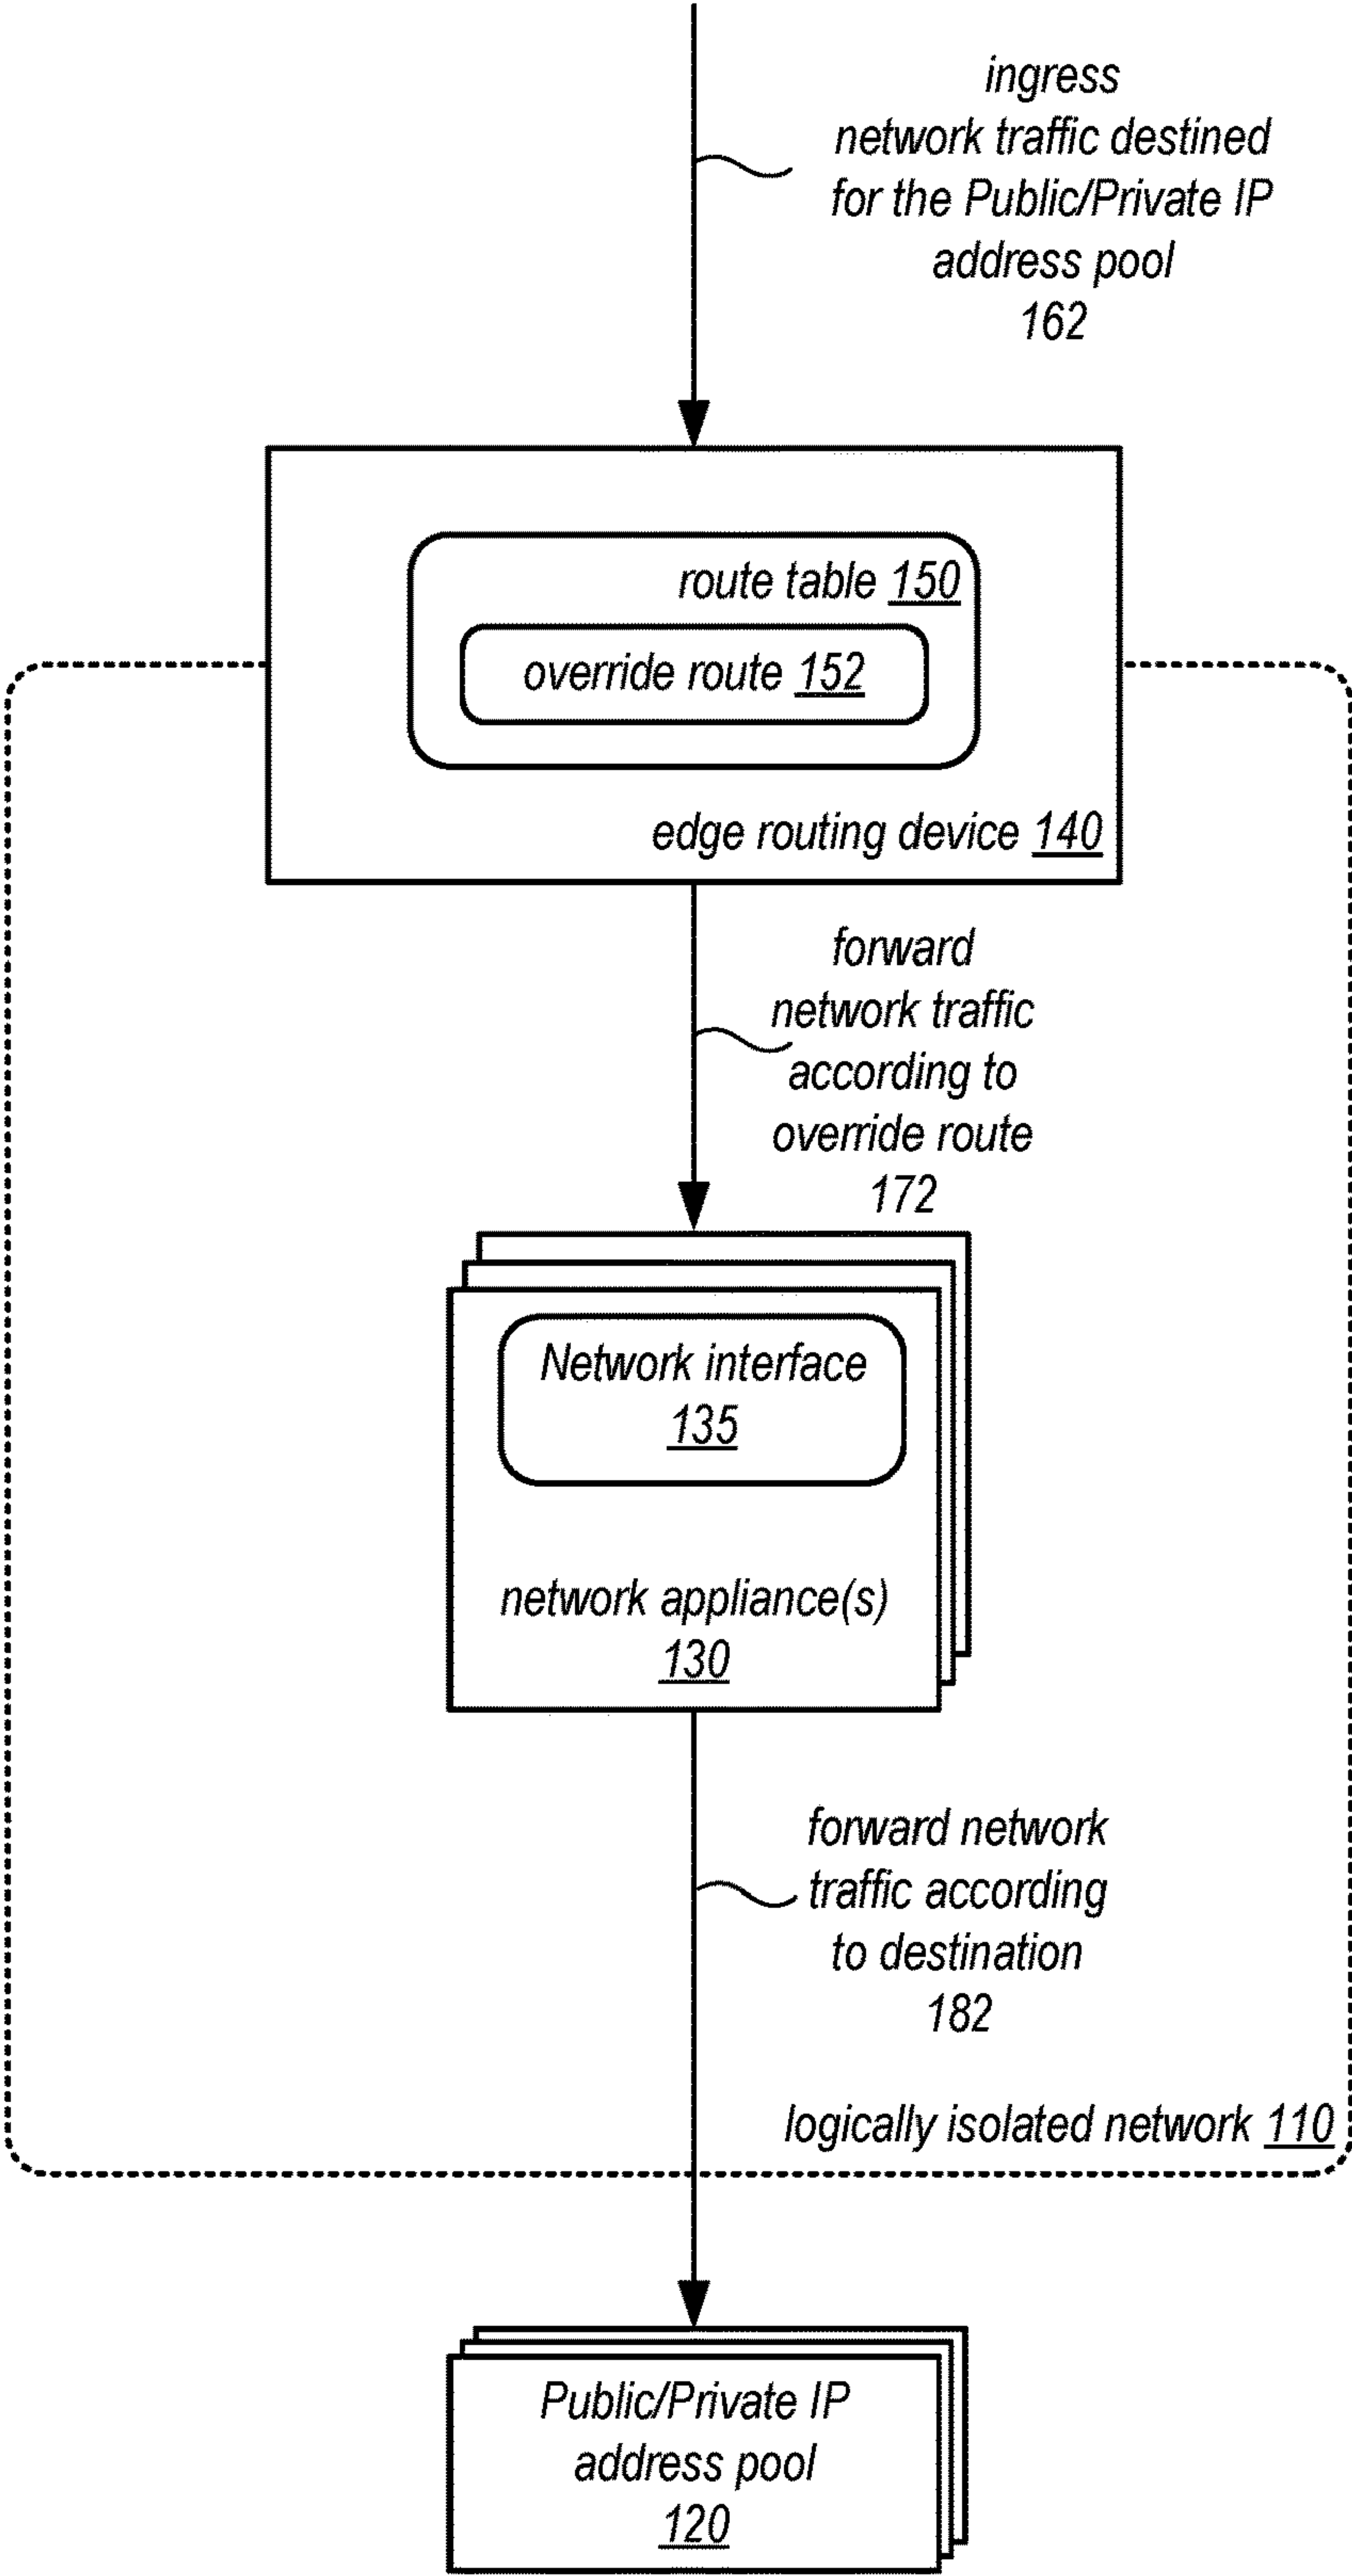 ingress
network traffic destined
for the Public/Private IP
address pool
162
route table 150
override route 152
edge routing device 140
forward
network traffic
according to
override route
172
Network interface
135
network appliance(s)
130
forward network
traffic according
to destination
182
logically isolated network 110
Public/Private IP
address pool
120